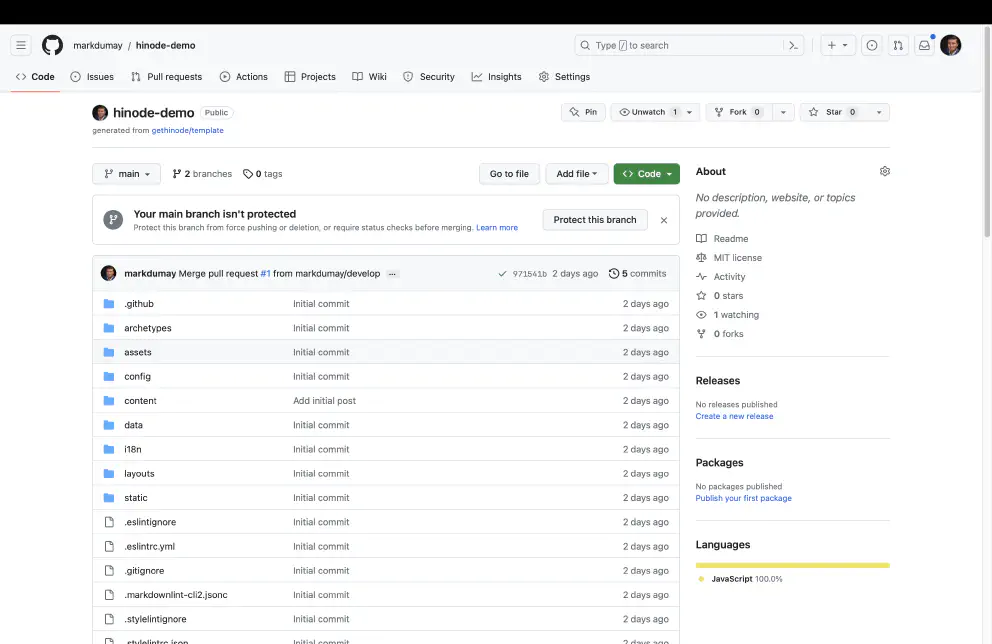 markdumay / hinode-demo
Type / to search
Code Issues Pull requests Actions Projects Wiki Security Insights Settings
hinode-demo Public
Pin Unwatch 1 Fork 0 Star 0
generated from gethinode/template
main 2 branches 0 tags Go to file Add file Code
Your main branch isn't protected
Protect this branch from force pushing or deletion, or require status checks before merging. Learn more
Protect this branch
markdumay Merge pull request #1 from markdumay/develop ... 971541b 2 days ago 5 commits
.github Initial commit 2 days ago
archetypes Initial commit 2 days ago
assets Initial commit 2 days ago
config Initial commit 2 days ago
content Add initial post 2 days ago
data Initial commit 2 days ago
i18n Initial commit 2 days ago
layouts Initial commit 2 days ago
static Initial commit 2 days ago
.eslintignore Initial commit 2 days ago
.eslintrc.yml Initial commit 2 days ago
.gitignore Initial commit 2 days ago
.markdownlint-cli2.jsonc Initial commit 2 days ago
.stylelintignore Initial commit 2 days ago
.stylelintrc.json Initial commit 2 days ago
About
No description, website, or topics
provided.
Readme
MIT license
Activity
0 stars
1 watching
0 forks
Releases
No releases published
Create a new release
Packages
No packages published
Publish your first package
Languages
JavaScript 100.0%